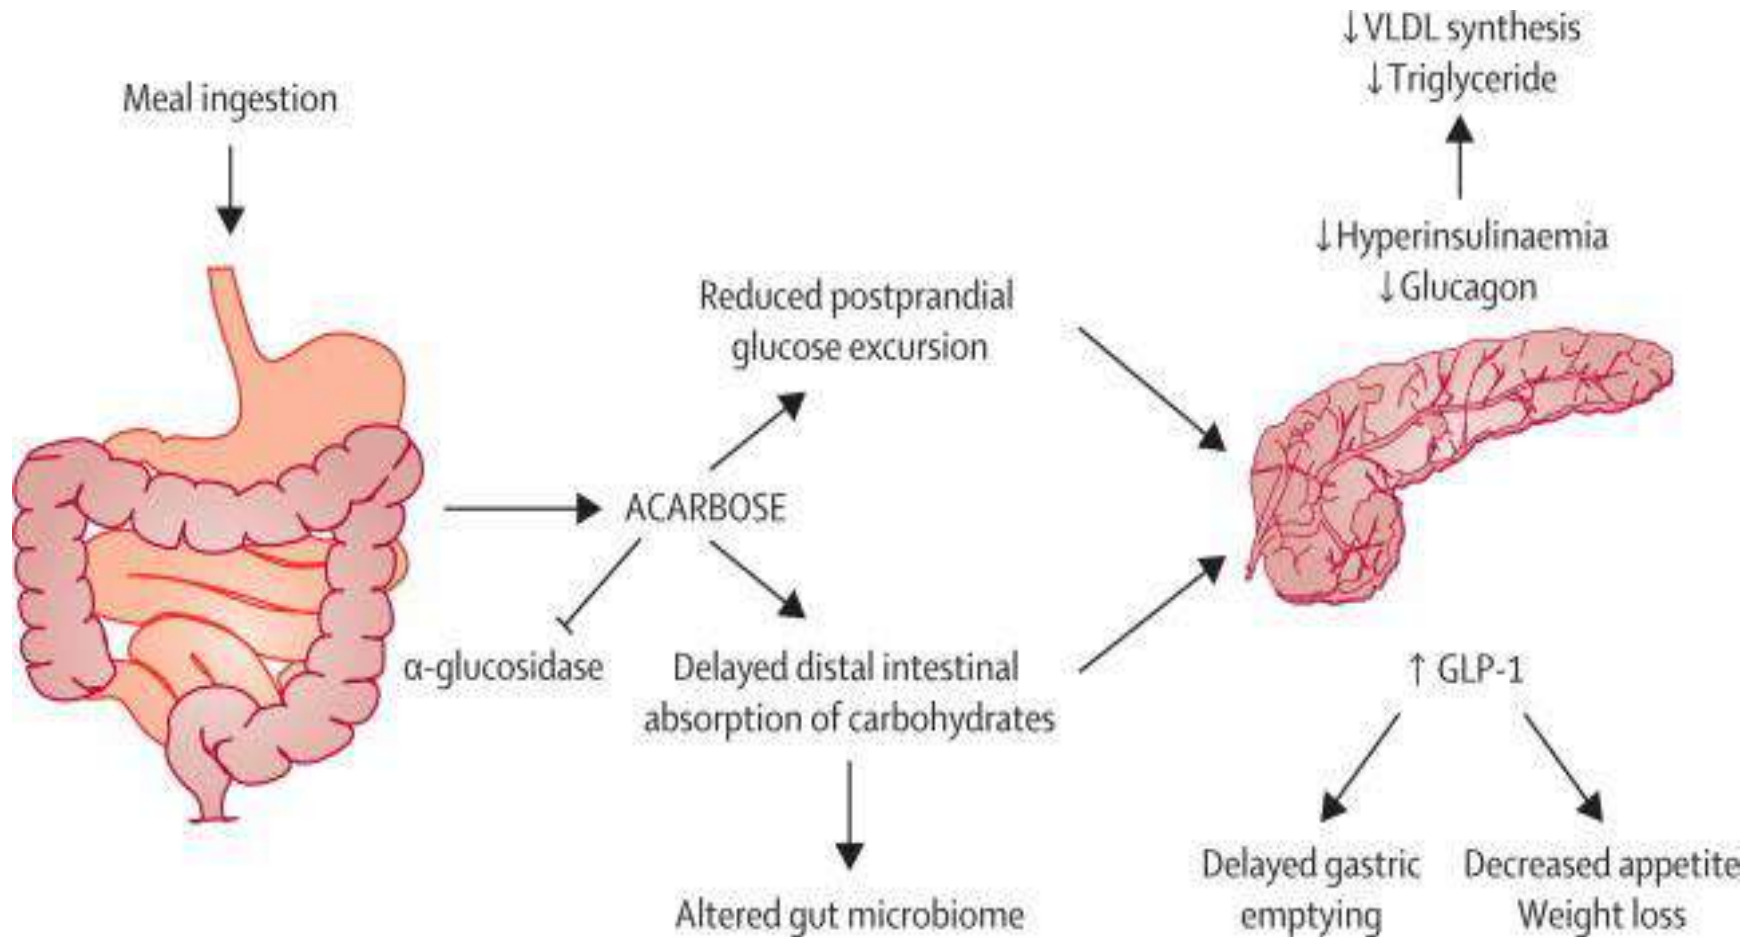 Meal ingestion
↓VLDL synthesis
↓Triglyceride
↓Hyperinsulinaemia
↓Glucagon
Reduced postprandial
glucose excursion
ACARBOSE
α-glucosidase
Delayed distal intestinal
absorption of carbohydrates
Altered gut microbiome
↑ GLP-1
Delayed gastric
emptying
Decreased appetite
Weight loss